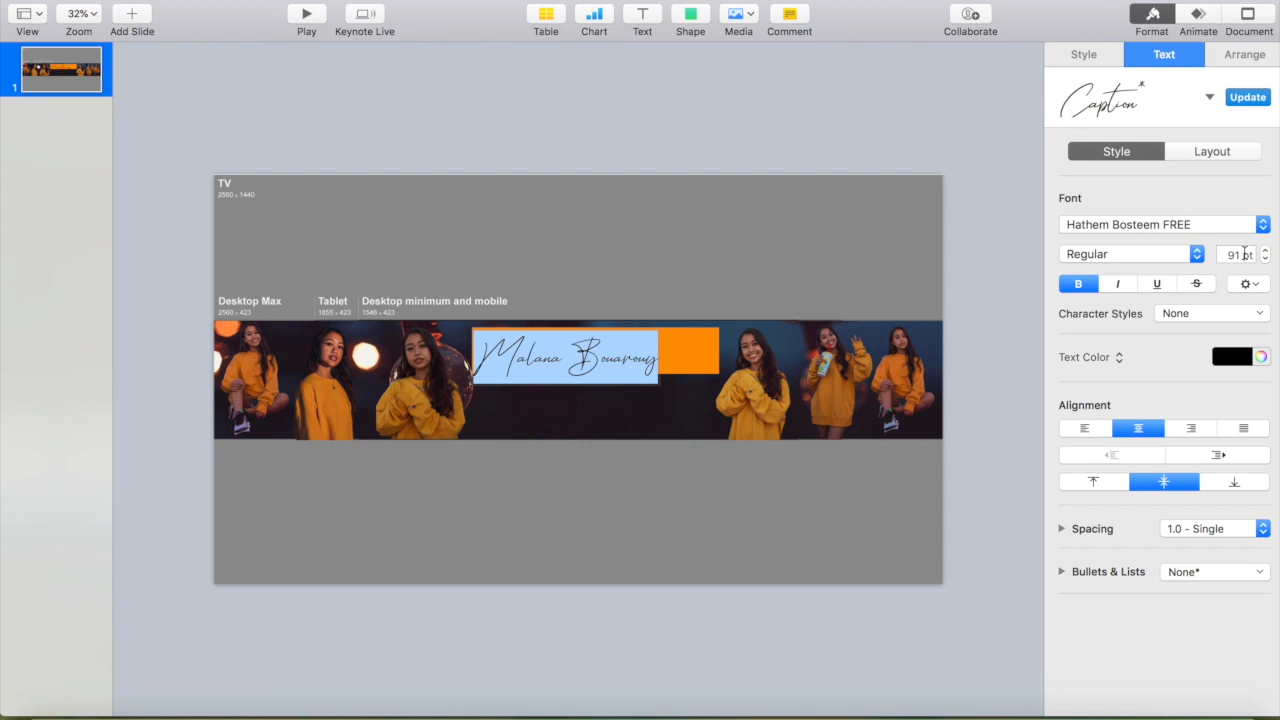 32%
View
Zoom
Add Slide
Play
Keynote Live
Table
Chart
Text
Shape
Media
Comment
Collaborate
Format
Animate
Document
1
Style
Text
Arrange
Caption*
Update
Style
Layout
Font
Hathem Bosteem FREE
Regular
91 pt
B
I
U
S
Character Styles
None
Text Color
Alignment
Spacing
1.0 - Single
Bullets & Lists
None*
TV
2560 x 1440
Desktop Max
2560 x 423
Tablet
1855 x 423
Desktop minimum and mobile
1546 x 423
Malana Bouarouy